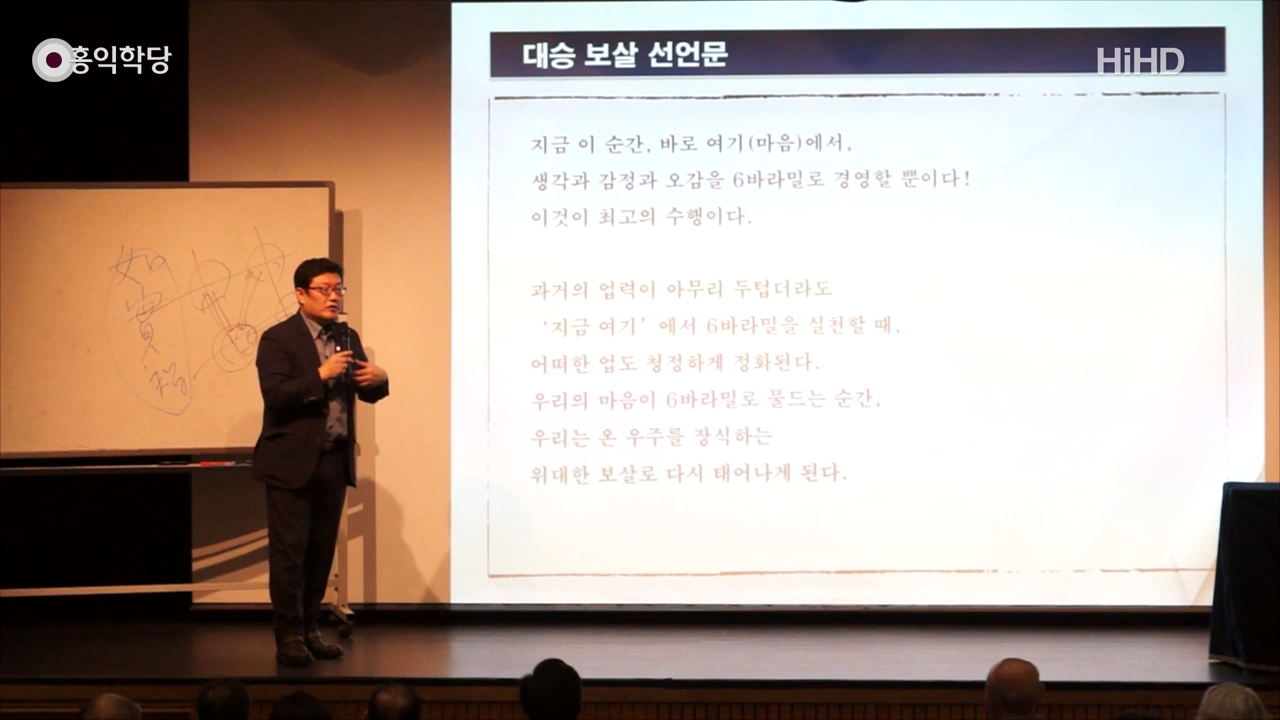 홍익학당
HiHD
대승 보살 선언문
지금 이 순간, 바로 여기(마음)에서,
생각과 감정과 오감을 6바라밀로 경영할 뿐이다!
이것이 최고의 수행이다.
과거의 업력이 아무리 두텁더라도
‘지금 여기’에서 6바라밀을 실천할 때,
어떠한 업도 청정하게 정화된다.
우리의 마음이 6바라밀로 물드는 순간,
우리는 온 우주를 장식하는
위대한 보살로 다시 태어나게 된다.
如
實